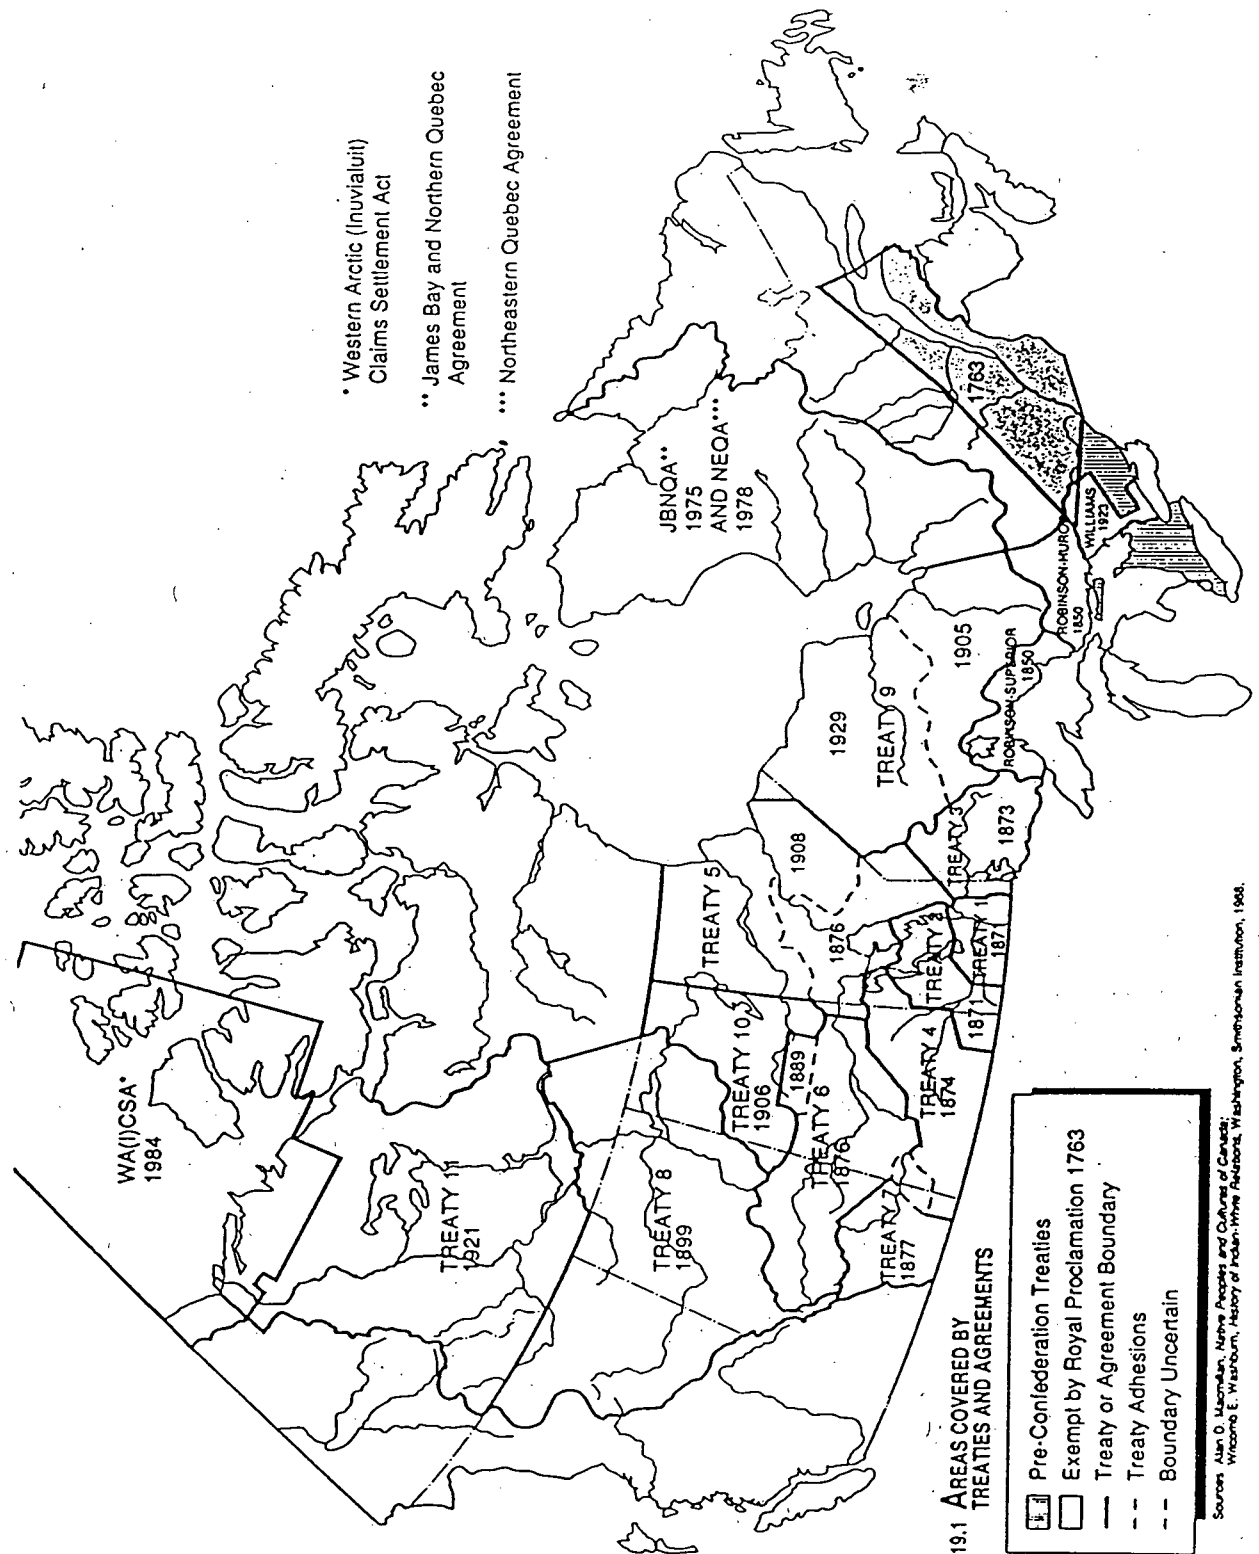 * Western Arctic (Inuvialuit)
Claims Settlement Act
** James Bay and Northern Quebec
Agreement
*** Northeastern Quebec Agreement
WA(I)CSA*
1984
TREATY 11
1921
TREATY 8
1899
TREATY 10
1906
1889
TREATY 6
1876
TREATY 7
1877
TREATY 4
1874
1871
TREATY 5
1908
1876
TREATY 2
TREATY 1
1871
TREATY 3
1873
1929
TREATY 9
1905
JBNQA**
1975
AND NEQA***
1978
ROBINSON-SUPERIOR
1850
ROBINSON-HURO
1850
WILLIAMS
1923
1763
19.1 AREAS COVERED BY
TREATIES AND AGREEMENTS
Pre-Confederation Treaties
Exempt by Royal Proclamation 1763
Treaty or Agreement Boundary
Treaty Adhesions
Boundary Uncertain
Sources Alan D. Macmillan, Native Peoples and Cultures of Canada;
Wilcomb E. Washburn, History of Indian-White Relations, Washington, Smithsonian Institution, 1988.